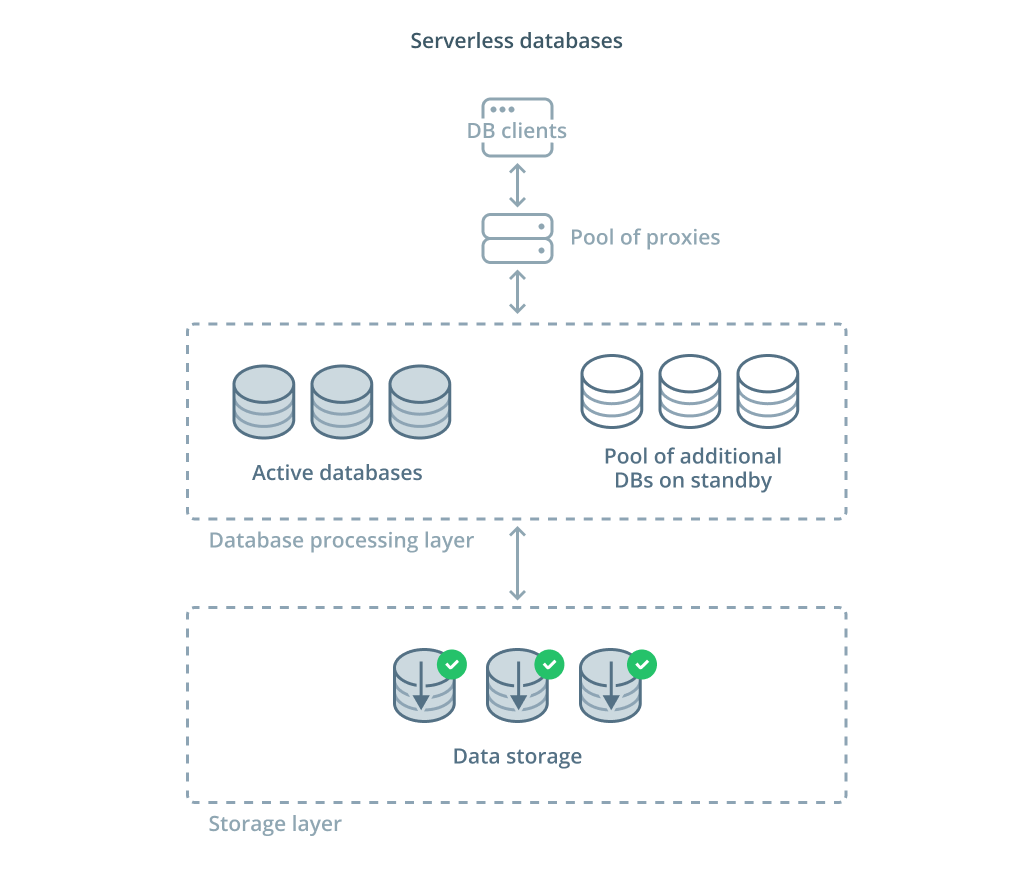 Serverless databases
DB clients
Pool of proxies
Active databases
Pool of additional
DBs on standby
Database processing layer
Data storage
Storage layer